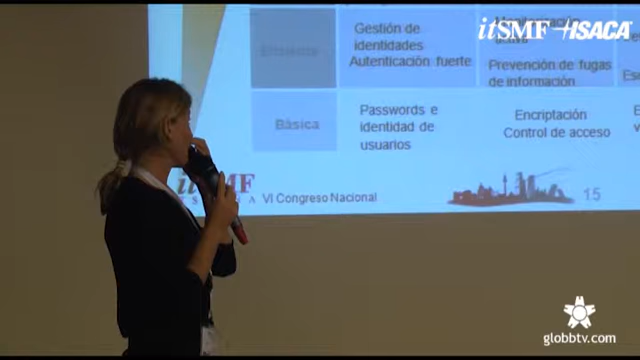 itSMF +ISACA
Gestión de
identidades
Autenticación fuerte
Prevención de fugas
de información
Básica
Passwords e
identidad de
usuarios
Encriptación
Control de acceso
VI Congreso Nacional
15
globbtv.com